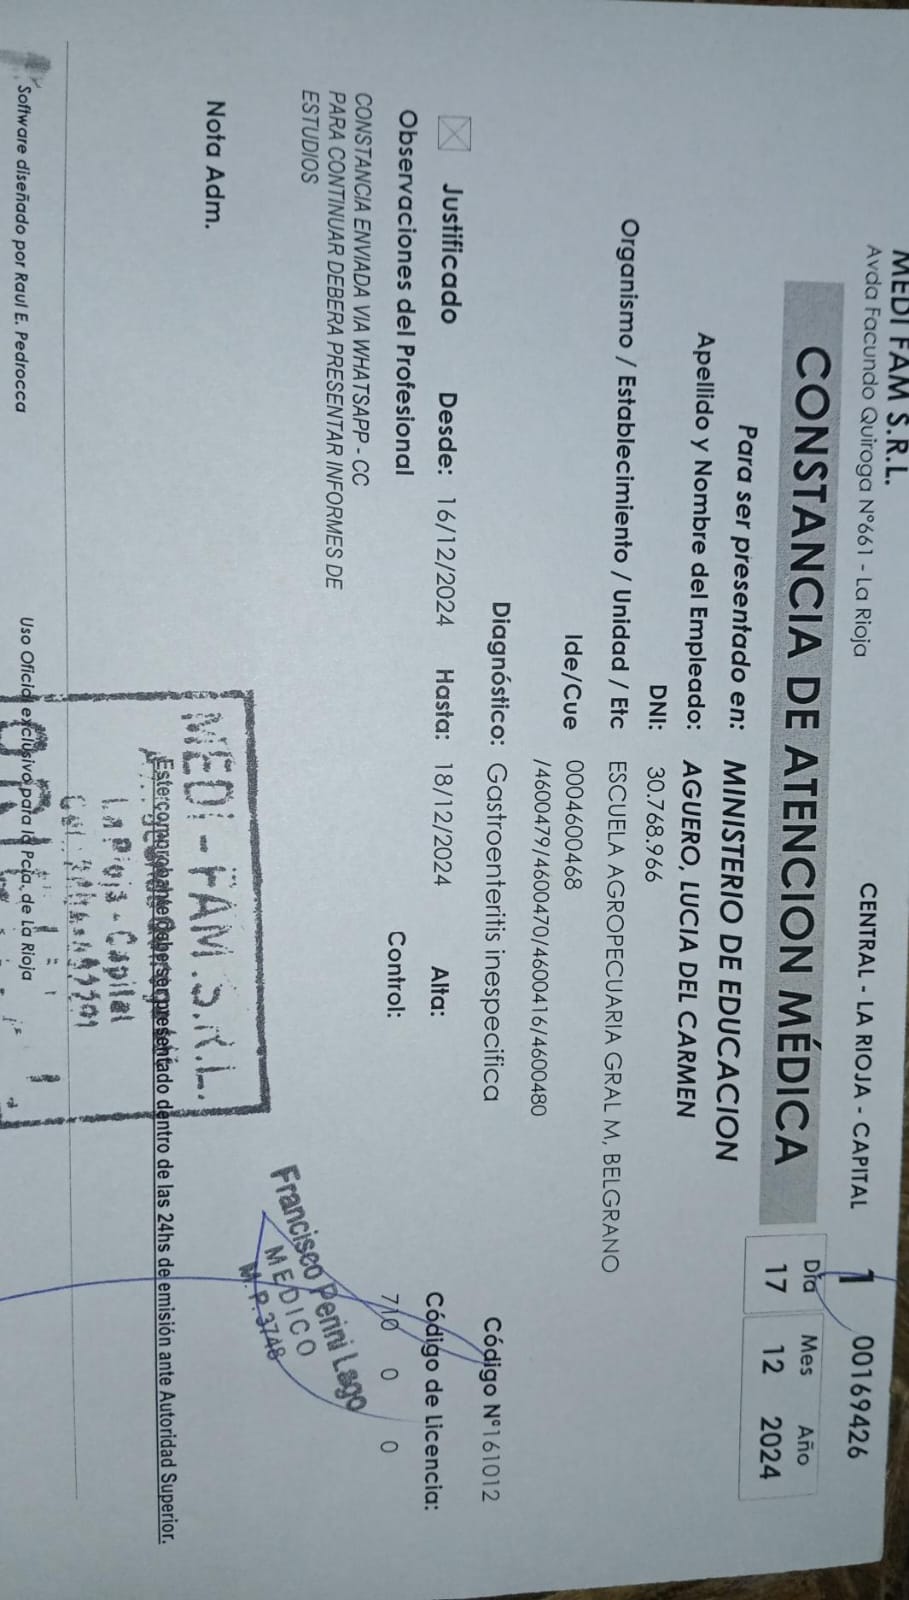 MEDI FAM S.R.L.
Avda Facundo Quiroga N°661 - La Rioja
CENTRAL - LA RIOJA - CAPITAL
1 00169426
CONSTANCIA DE ATENCION MÉDICA
Día Mes Año
17 12 2024
Para ser presentado en: MINISTERIO DE EDUCACION
Apellido y Nombre del Empleado: AGUERO, LUCIA DEL CARMEN
DNI: 30.768.966
Organismo / Establecimiento / Unidad / Etc ESCUELA AGROPECUARIA GRAL M, BELGRANO
Ide/Cue 0004600468
/4600479/4600470/4600416/4600480
Diagnóstico: Gastroenteritis inespecifica
Código N°161012
Justificado Desde: 16/12/2024 Hasta: 18/12/2024 Alta:
Código de Licencia:
Observaciones del Profesional
Control:
710 0 0
CONSTANCIA ENVIADA VIA WHATSAPP - CC
PARA CONTINUAR DEBERA PRESENTAR INFORMES DE
ESTUDIOS
Francisco Perini Lago
MEDICO
M.P. 3748
Nota Adm.
MEDI-FAM S.R.L.
Este comprobante Debe ser presentado dentro de las 24hs de emisión ante Autoridad Superior.
La Rioja - Capital
Software diseñado por Raul E. Pedrocca
Uso Oficial exclusivo para la Pcia. de La Rioja